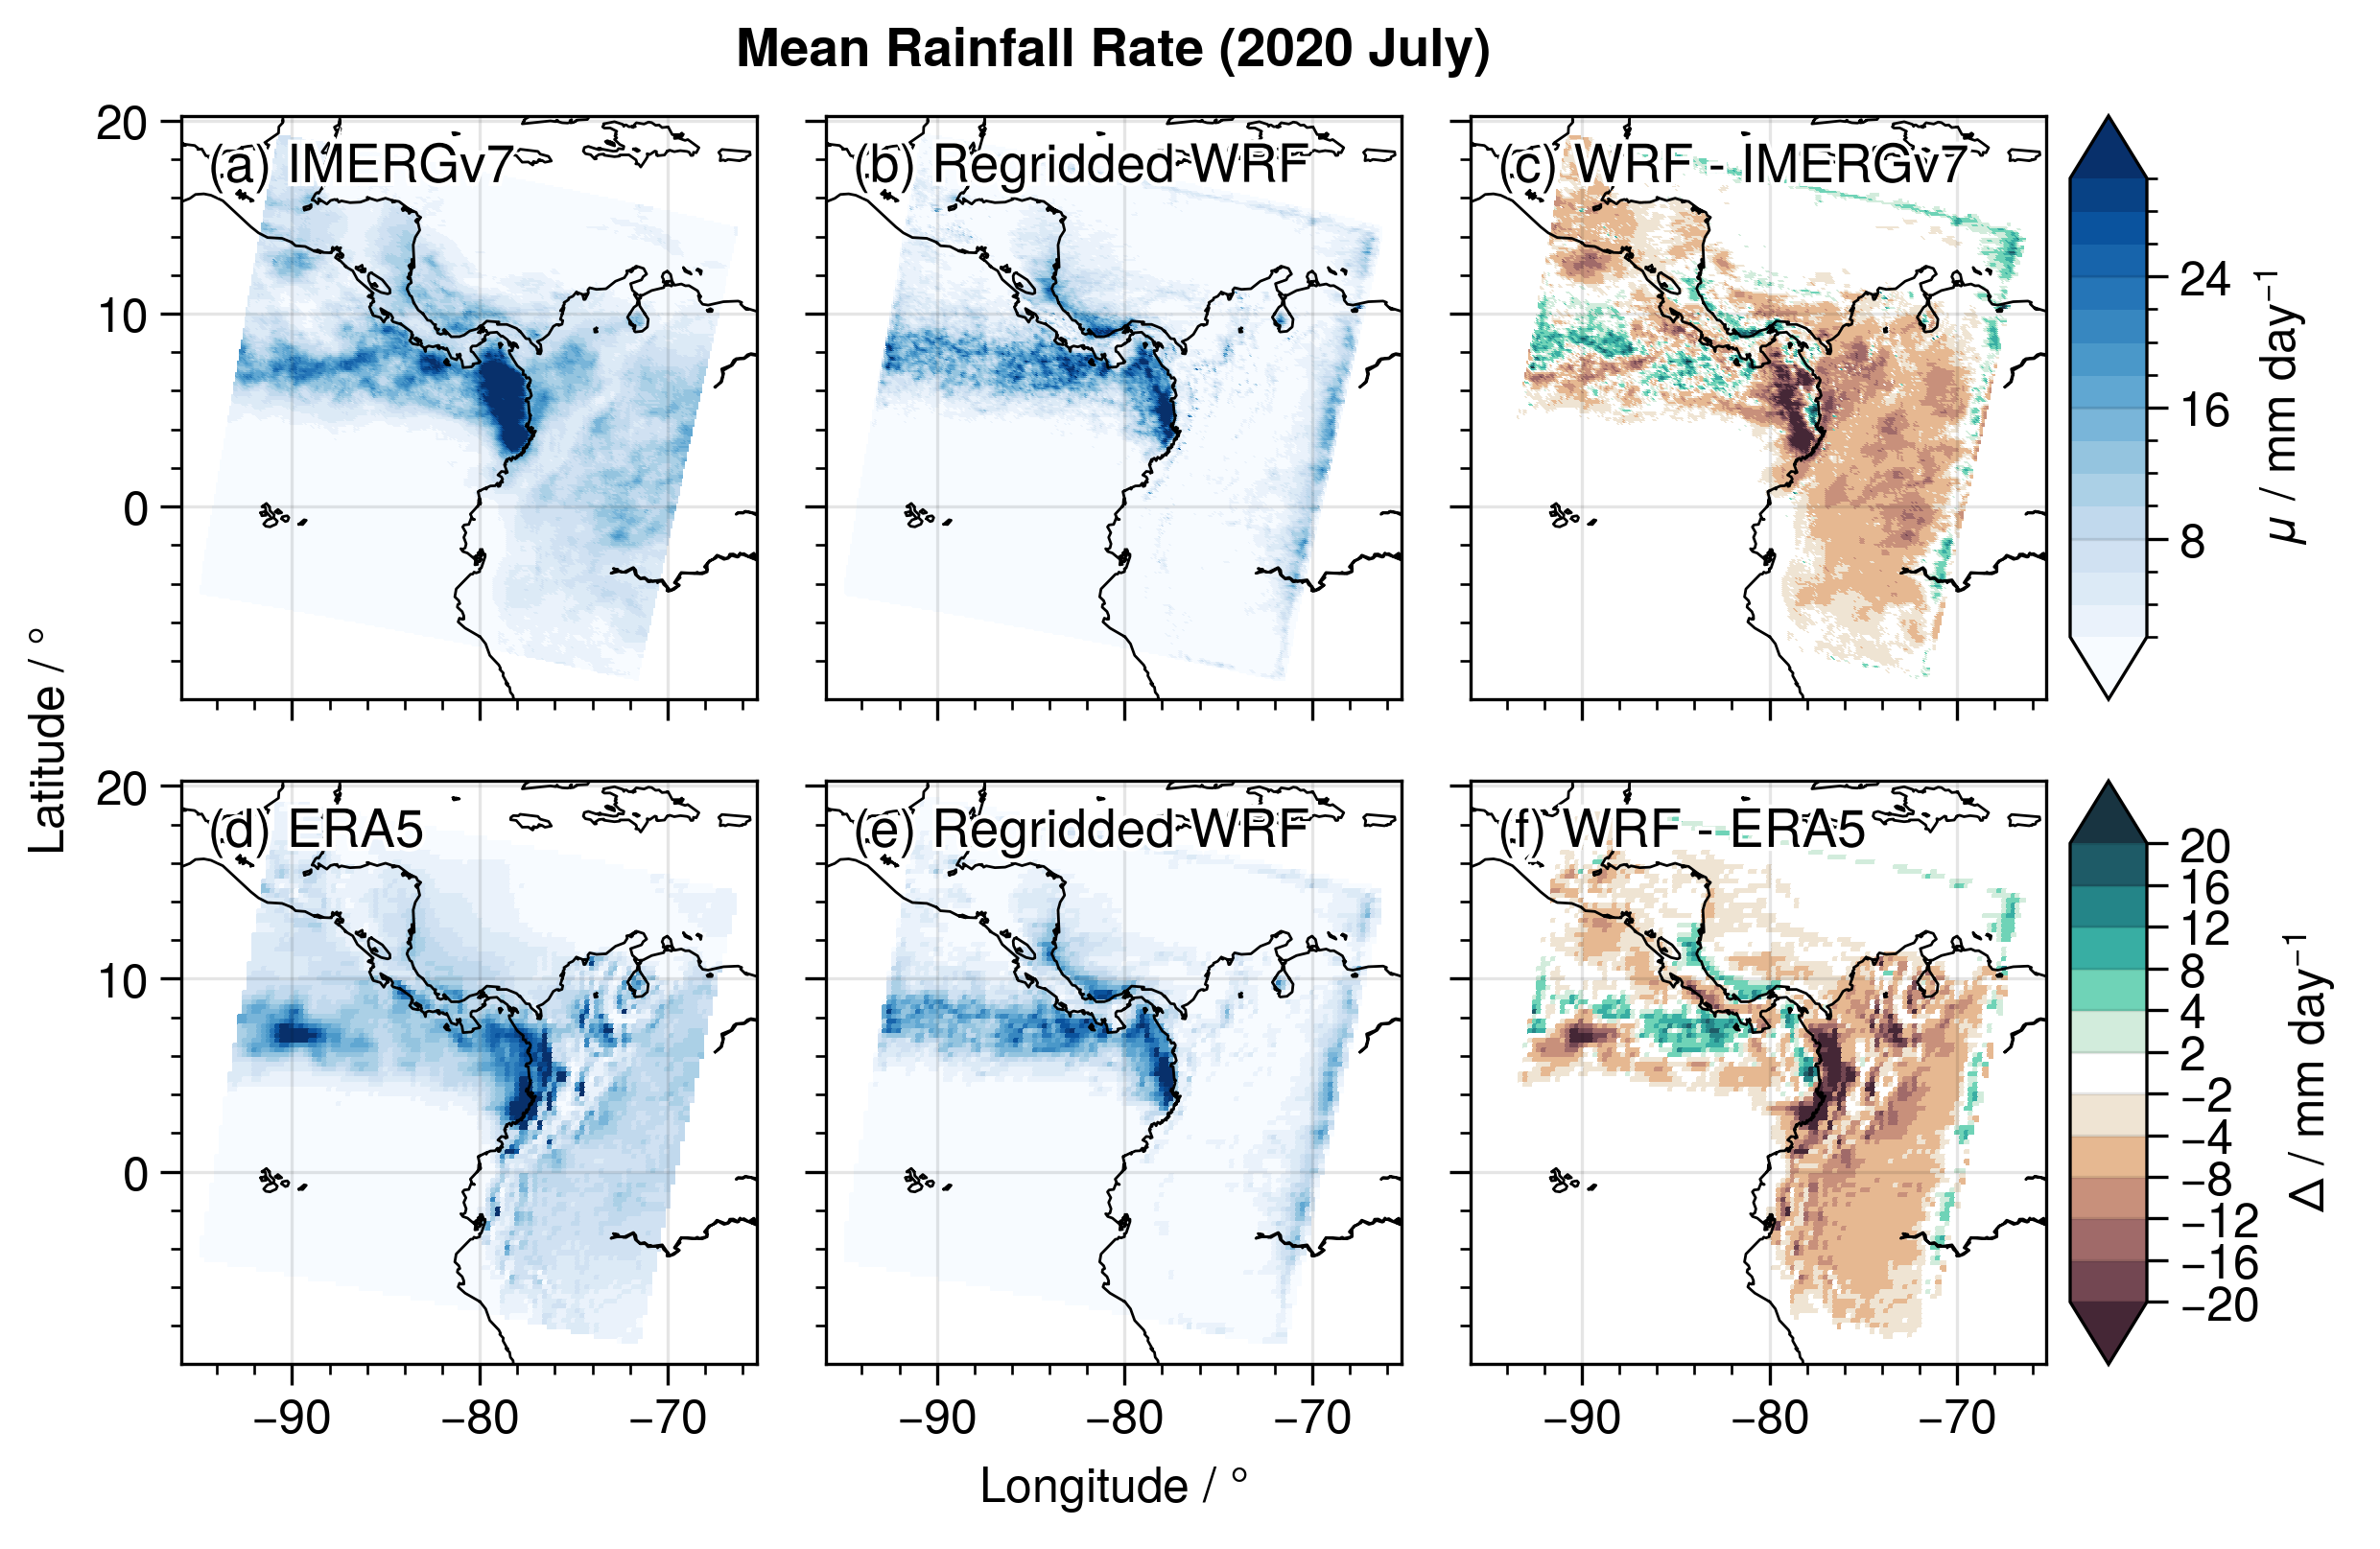 Mean Rainfall Rate (2020 July)
(a) IMERGv7
(b) Regridded WRF
(c) WRF - IMERGv7
20
10
0
24
16
8
μ / mm day⁻¹
Latitude / °
(d) ERA5
(e) Regridded WRF
(f) WRF - ERA5
20
10
0
20
16
12
8
4
2
−2
−4
−8
−12
−16
−20
Δ / mm day⁻¹
−90
−80
−70
−90
−80
−70
−90
−80
−70
Longitude / °